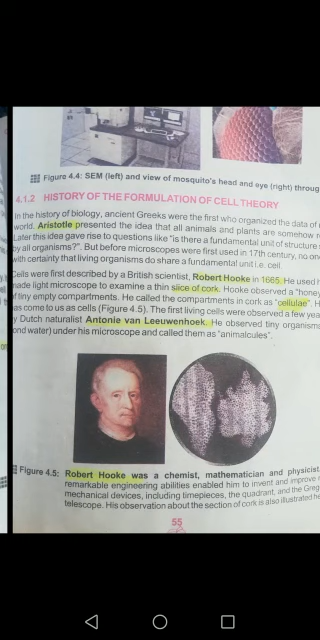 Figure 4.4: SEM (left) and view of mosquito's head and eye (right) throug
4.1.2 HISTORY OF THE FORMULATION OF CELL THEORY
In the history of biology, ancient Greeks were the first who organized the data of
world. Aristotle presented the idea that all animals and plants are somehow
Later this idea gave rise to questions like "is there a fundamental unit of structure
by all organisms?". But before microscopes were first used in 17th century, no one
with certainty that living organisms do share a fundamental unit i.e. cell.
Cells were first described by a British scientist, Robert Hooke in 1665. He used
made light microscope to examine a thin slice of cork. Hooke observed a "honey
of tiny empty compartments. He called the compartments in cork as "cellulae".
as come to us as cells (Figure 4.5). The first living cells were observed a few yea
y Dutch naturalist Antonie van Leeuwenhoek. He observed tiny organisms
ond water) under his microscope and called them as "animalcules".
Figure 4.5: Robert Hooke was a chemist, mathematician and physicist.
remarkable engineering abilities enabled him to invent and improve
mechanical devices, including timepieces, the quadrant, and the Greg
telescope. His observation about the section of cork is also illustrated he
55